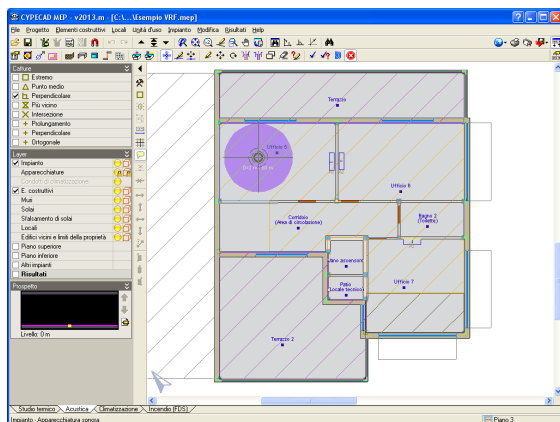 CYPECAD MEP - v2013.m - [C:\...\Esempio VRF.mep]
File Progetto Elementi costruttivi Locali Unità d'uso Impianto Modifica Risultati Help
Catture
Estremo
Punto medio
Perpendicolare
Più vicino
Intersezione
Prolungamento
Perpendicolare
Ortogonale
Layer
Impianto
Apparecchiature
Condotti di climatizzazione
E. costruttivi
Muri
Solai
Sfalsamento di solai
Locali
Edifici vicini e limiti della proprietà
Piano superiore
Piano inferiore
Altri impianti
Risultati
Prospetto
Livello: 0 m
Terrazio
Ufficio 5
Ufficio 6
Corridoio
(Area di circolazione)
Bagno 2
(Toilette)
Vano ascensore
Patio
(Locale tecnico)
Ufficio 7
Terrazzo 2
Studio termico Acustica Climatizzazione Incendio (FDS)
Impianto - Apparecchiatura sonora
Piano 3